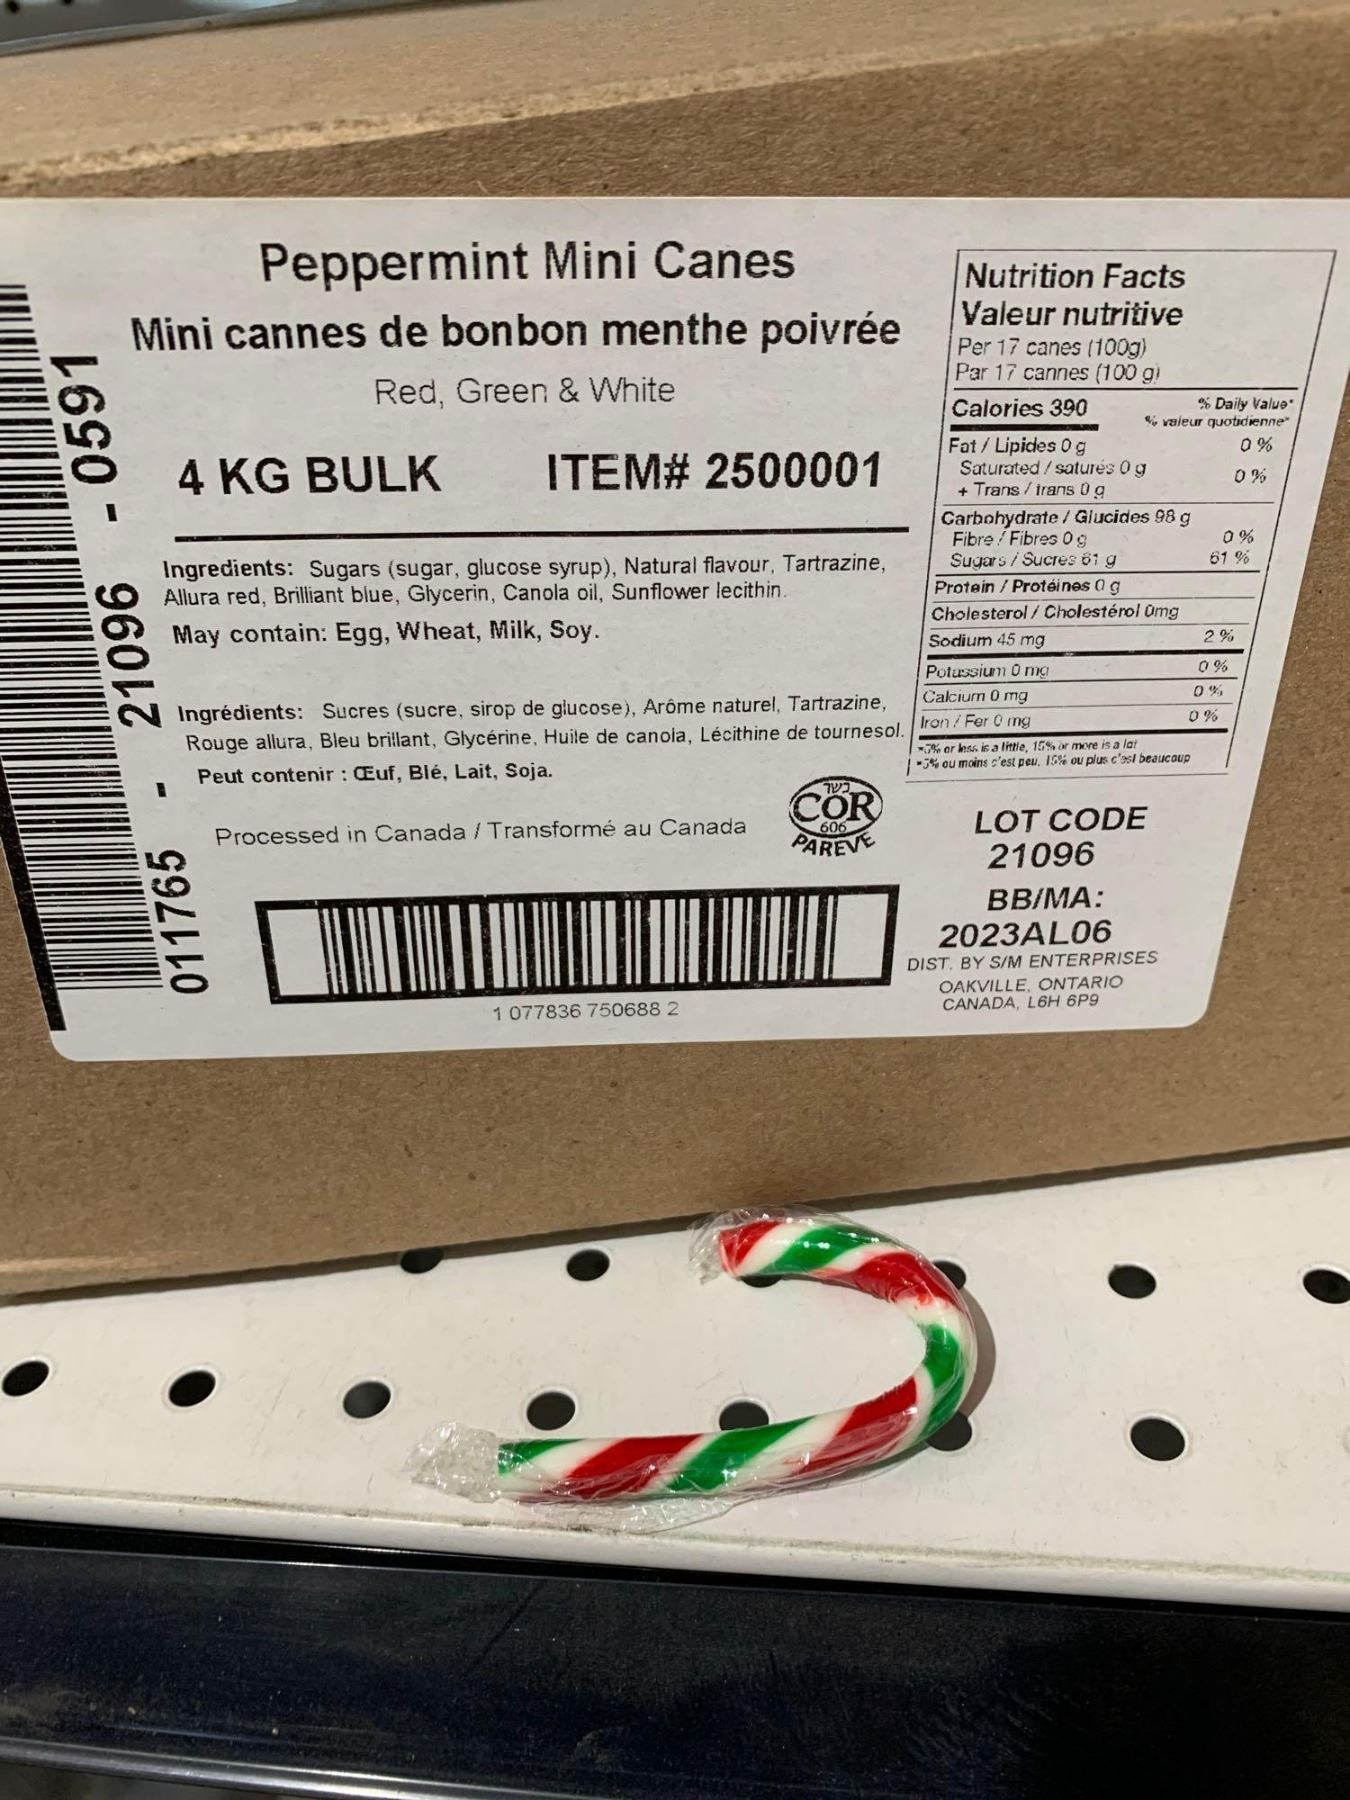 Peppermint Mini Canes
Mini cannes de bonbon menthe poivrée
Red, Green & White
4 KG BULK ITEM# 2500001
Ingredients: Sugars (sugar, glucose syrup), Natural flavour, Tartrazine,
Allura red, Brilliant blue, Glycerin, Canola oil, Sunflower lecithin.
May contain: Egg, Wheat, Milk, Soy.
Ingrédients: Sucres (sucre, sirop de glucose), Arôme naturel, Tartrazine,
Rouge allura, Bleu brillant, Glycérine, Huile de canola, Lécithine de tournesol.
Peut contenir : Œuf, Blé, Lait, Soja.
Processed in Canada / Transformé au Canada
כשר
COR
606
PAREVE
1 077836 750688 2
011765 - 21096 - 0591
Nutrition Facts
Valeur nutritive
Per 17 canes (100g)
Par 17 cannes (100 g)
Calories 390
% Daily Value*
% valeur quotidienne*
Fat / Lipides 0 g 0 %
Saturated / saturés 0 g
+ Trans / trans 0 g 0 %
Carbohydrate / Glucides 98 g
Fibre / Fibres 0 g 0 %
Sugars / Sucres 61 g 61 %
Protein / Protéines 0 g
Cholesterol / Cholestérol 0mg
Sodium 45 mg 2 %
Potassium 0 mg 0 %
Calcium 0 mg 0 %
Iron / Fer 0 mg 0 %
*5% or less is a little, 15% or more is a lot
*5% ou moins c'est peu, 15% ou plus c'est beaucoup
LOT CODE
21096
BB/MA:
2023AL06
DIST. BY S/M ENTERPRISES
OAKVILLE, ONTARIO
CANADA, L6H 6P9